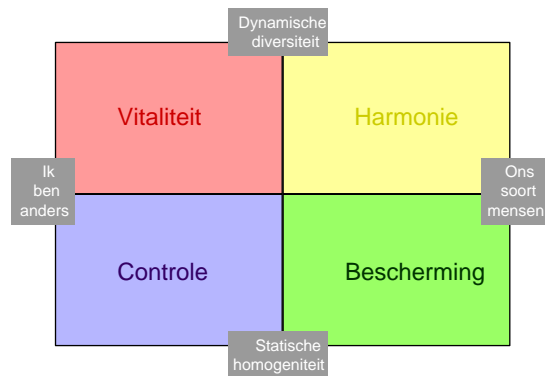 Dynamische
diversiteit
Vitaliteit
Harmonie
Ik
ben
anders
Ons
soort
mensen
Controle
Bescherming
Statische
homogeniteit